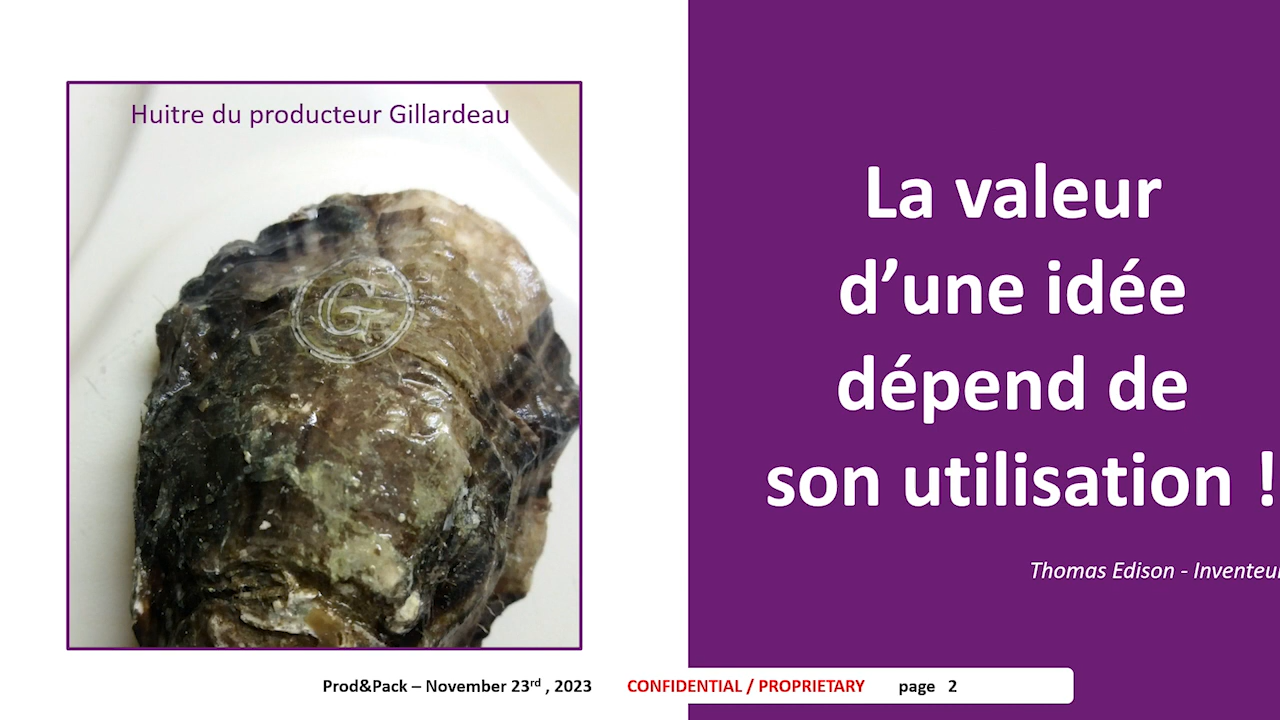 Huitre du producteur Gillardeau
G
La valeur
d’une idée
dépend de
son utilisation !
Thomas Edison - Inventeur
Prod&Pack – November 23rd , 2023 CONFIDENTIAL / PROPRIETARY page 2